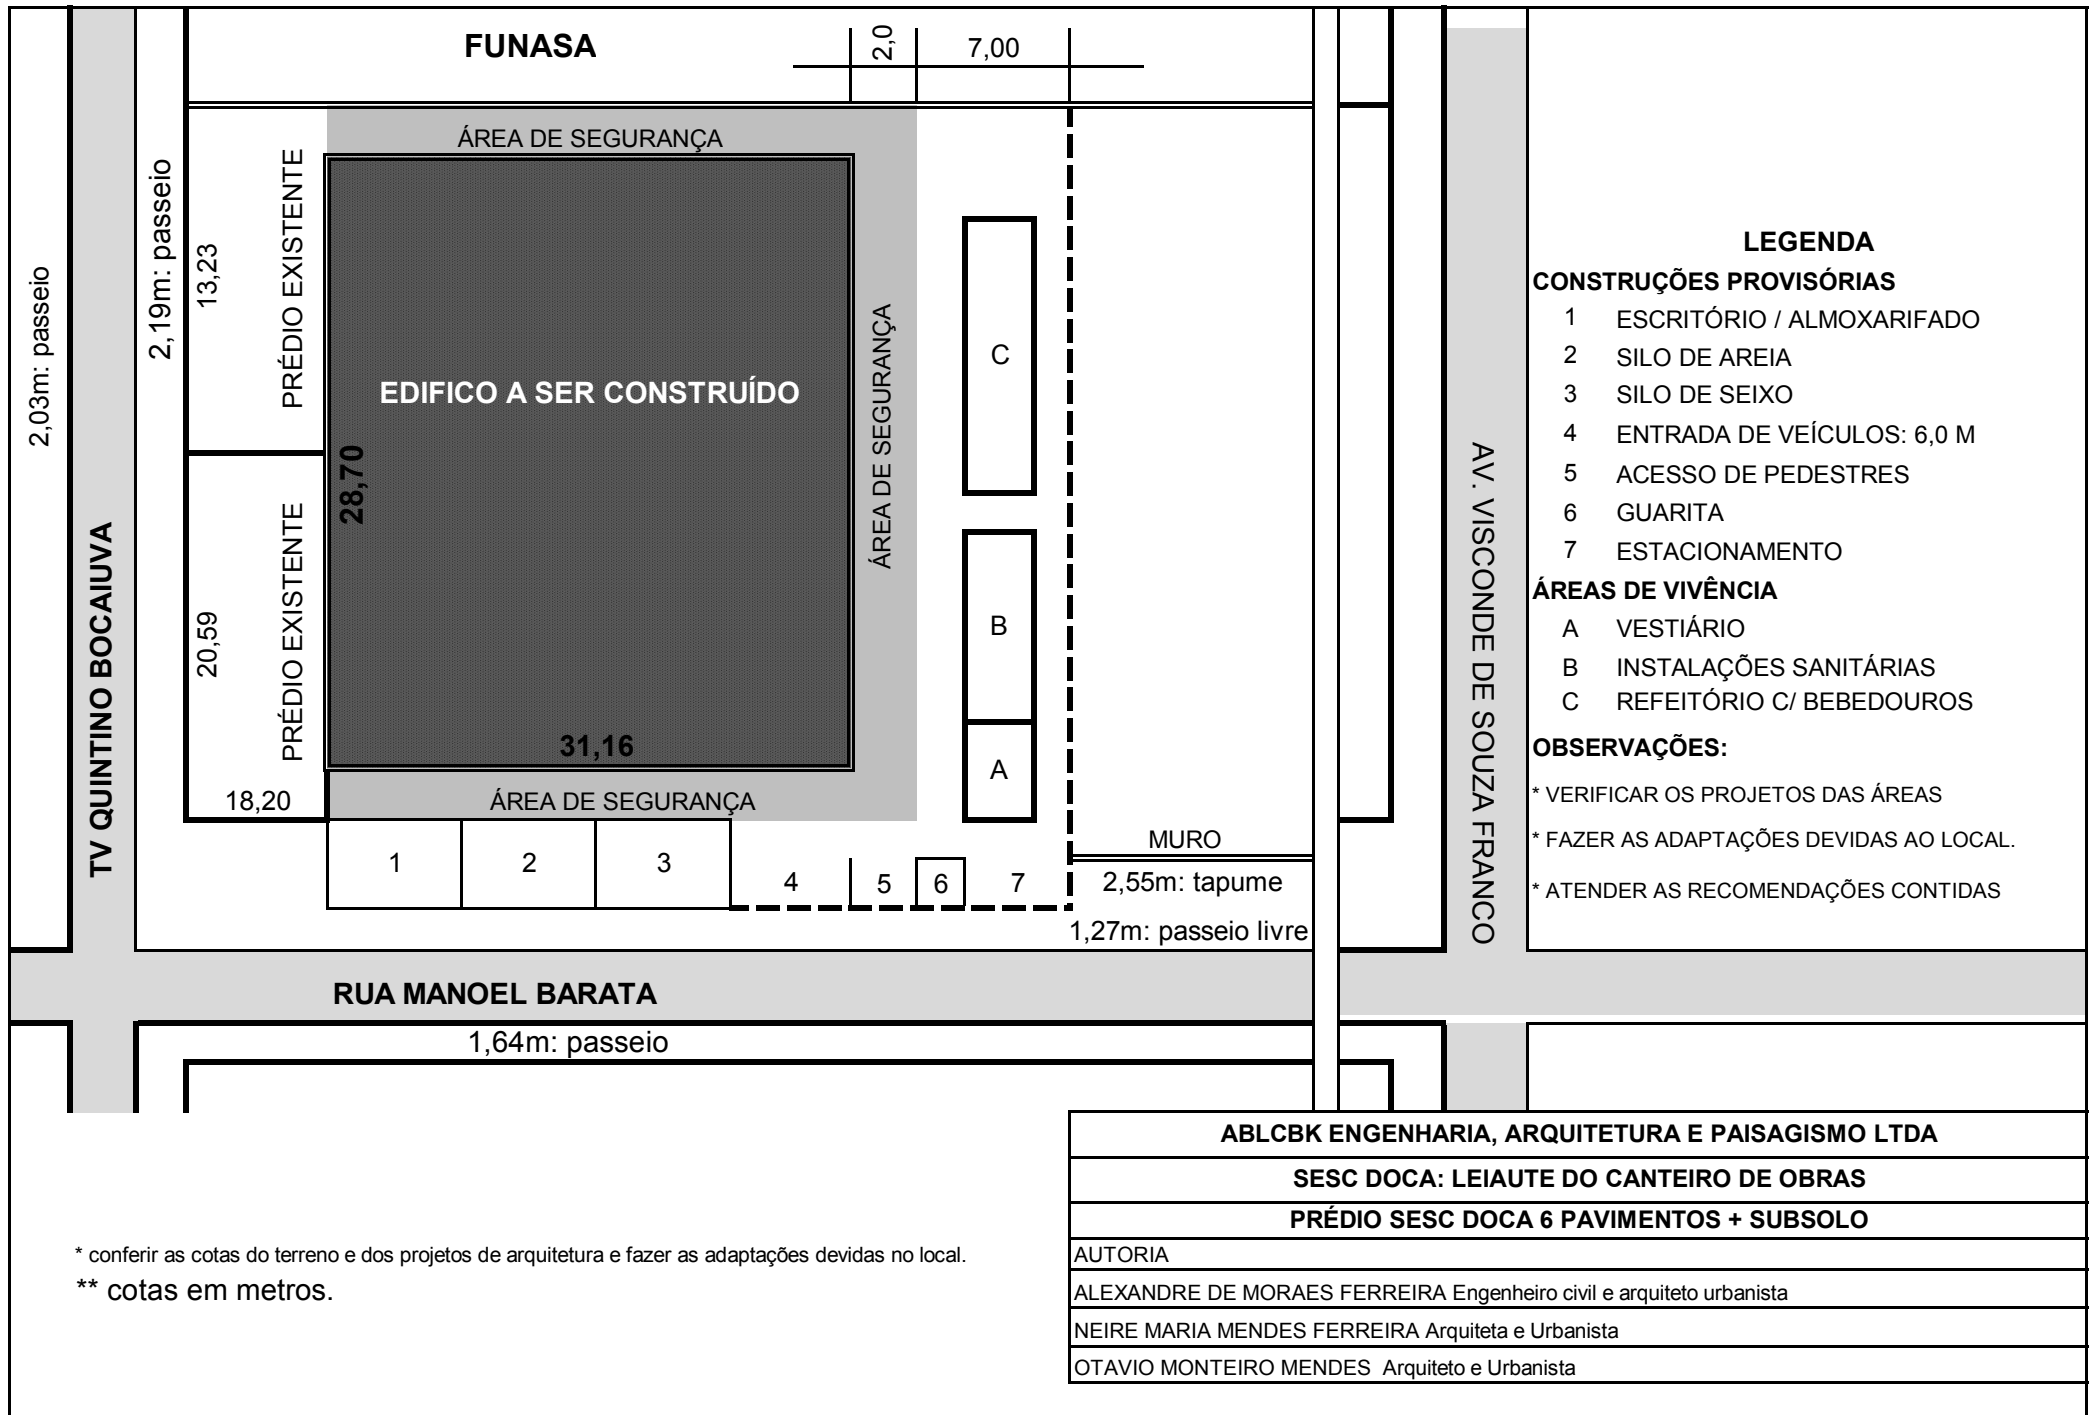 FUNASA
2,0
7,00
ÁREA DE SEGURANÇA
2,03m: passeio
2,19m: passeio
13,23
PRÉDIO EXISTENTE
EDIFICO A SER CONSTRUÍDO
28,70
31,16
ÁREA DE SEGURANÇA
C
B
A
TV QUINTINO BOCAIUVA
20,59
PRÉDIO EXISTENTE
18,20
ÁREA DE SEGURANÇA
1
2
3
4
5
6
7
MURO
2,55m: tapume
1,27m: passeio livre
AV. VISCONDE DE SOUZA FRANCO
RUA MANOEL BARATA
1,64m: passeio
LEGENDA
CONSTRUÇÕES PROVISÓRIAS
1 ESCRITÓRIO / ALMOXARIFADO
2 SILO DE AREIA
3 SILO DE SEIXO
4 ENTRADA DE VEÍCULOS: 6,0 M
5 ACESSO DE PEDESTRES
6 GUARITA
7 ESTACIONAMENTO
ÁREAS DE VIVÊNCIA
A VESTIÁRIO
B INSTALAÇÕES SANITÁRIAS
C REFEITÓRIO C/ BEBEDOUROS
OBSERVAÇÕES:
* VERIFICAR OS PROJETOS DAS ÁREAS
* FAZER AS ADAPTAÇÕES DEVIDAS AO LOCAL.
* ATENDER AS RECOMENDAÇÕES CONTIDAS
ABLCBK ENGENHARIA, ARQUITETURA E PAISAGISMO LTDA
SESC DOCA: LEIAUTE DO CANTEIRO DE OBRAS
PRÉDIO SESC DOCA 6 PAVIMENTOS + SUBSOLO
AUTORIA
ALEXANDRE DE MORAES FERREIRA Engenheiro civil e arquiteto urbanista
NEIRE MARIA MENDES FERREIRA Arquiteta e Urbanista
OTAVIO MONTEIRO MENDES Arquiteto e Urbanista
* conferir as cotas do terreno e dos projetos de arquitetura e fazer as adaptações devidas no local.
** cotas em metros.